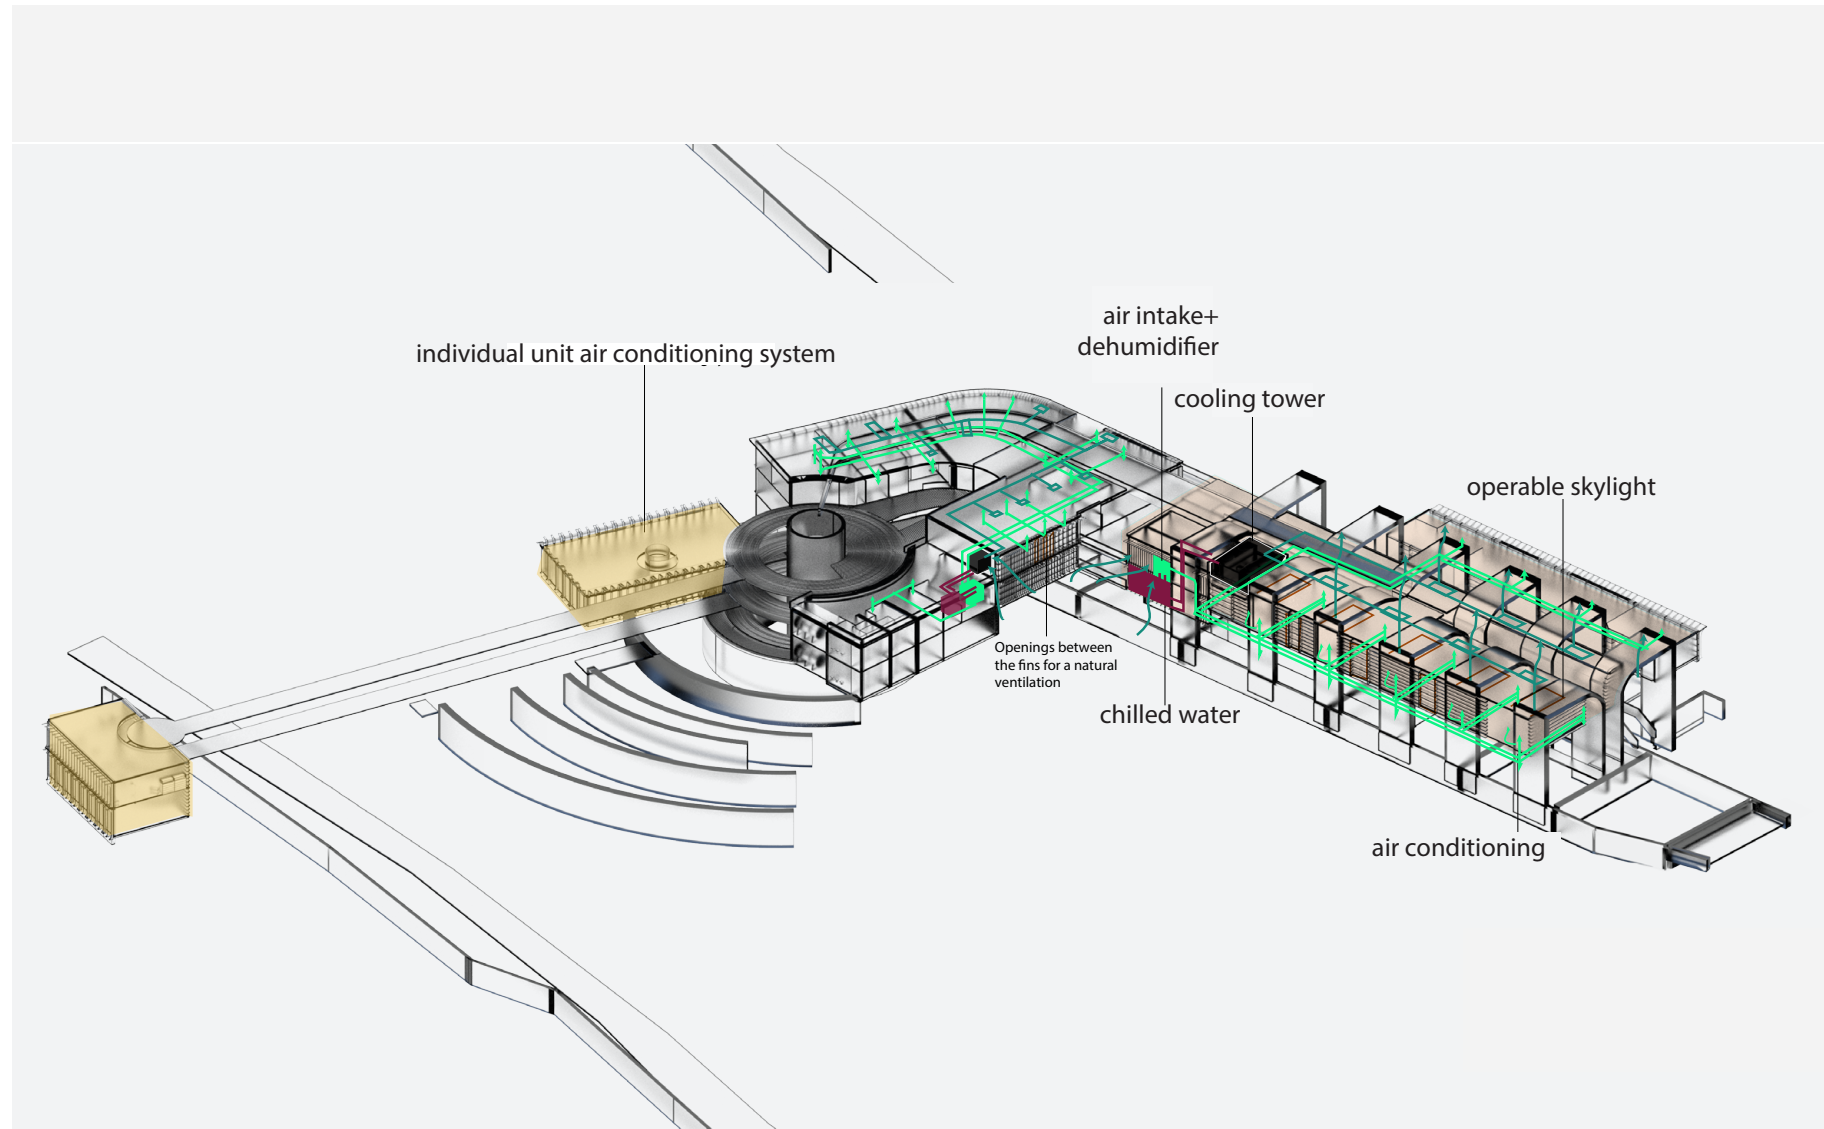 air intake+
dehumidifier
individual unit air conditioning system
cooling tower
operable skylight
Openings between
the fins for a natural
ventilation
chilled water
air conditioning